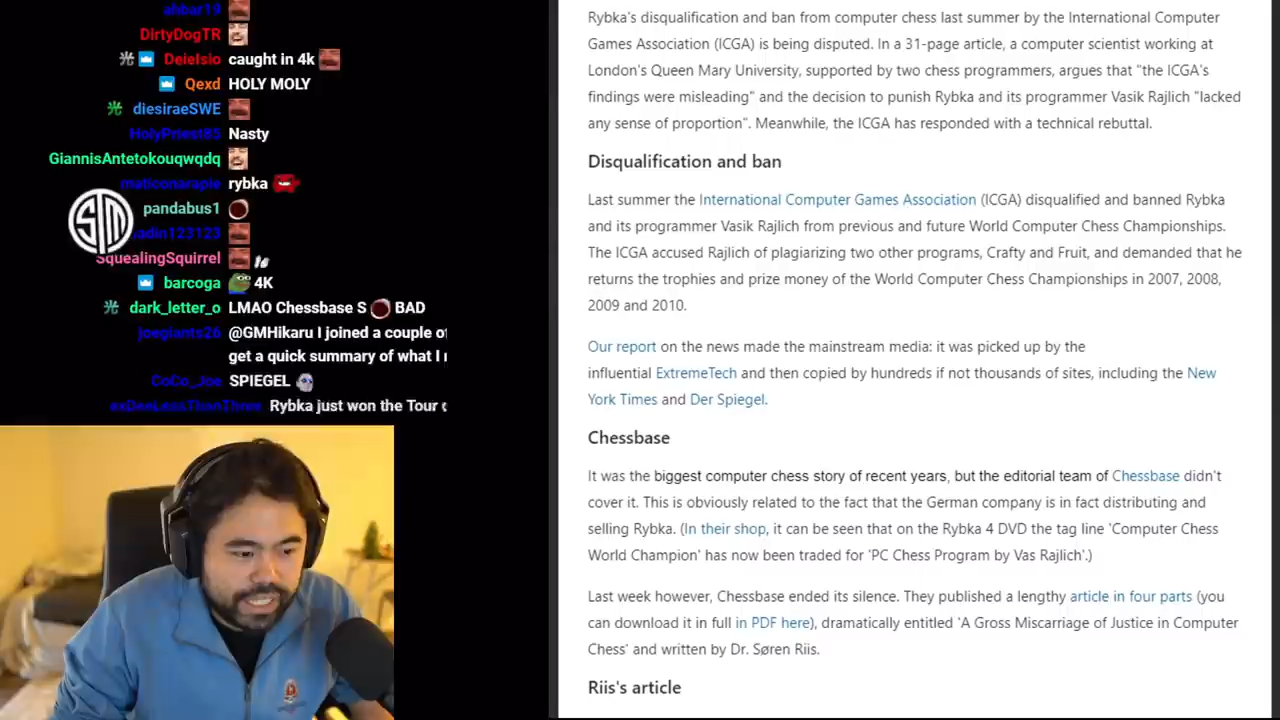 ahbar19
DirtyDogTR
Delelsio caught in 4k
Qexd HOLY MOLY
diesiraeSWE
HolyPriest85 Nasty
GiannisAntetokouqwqdq
rybka
pandabus1
SquealingSquirrel
barcoga 4K
dark_letter_o LMAO Chessbase S BAD
joegiants26 @GMHikaru I joined a couple of
get a quick summary of what I
CoCo_Joe SPIEGEL
exDeeLessThanThree Rybka just won the Tour
Rybka's disqualification and ban from computer chess last summer by the International Computer
Games Association (ICGA) is being disputed. In a 31-page article, a computer scientist working at
London's Queen Mary University, supported by two chess programmers, argues that "the ICGA's
findings were misleading" and the decision to punish Rybka and its programmer Vasik Rajlich "lacked
any sense of proportion". Meanwhile, the ICGA has responded with a technical rebuttal.
Disqualification and ban
Last summer the International Computer Games Association (ICGA) disqualified and banned Rybka
and its programmer Vasik Rajlich from previous and future World Computer Chess Championships.
The ICGA accused Rajlich of plagiarizing two other programs, Crafty and Fruit, and demanded that he
returns the trophies and prize money of the World Computer Chess Championships in 2007, 2008,
2009 and 2010.
Our report on the news made the mainstream media: it was picked up by the
influential ExtremeTech and then copied by hundreds if not thousands of sites, including the New
York Times and Der Spiegel.
Chessbase
It was the biggest computer chess story of recent years, but the editorial team of Chessbase didn't
cover it. This is obviously related to the fact that the German company is in fact distributing and
selling Rybka. (In their shop, it can be seen that on the Rybka 4 DVD the tag line 'Computer Chess
World Champion' has now been traded for 'PC Chess Program by Vas Rajlich'.)
Last week however, Chessbase ended its silence. They published a lengthy article in four parts (you
can download it in full in PDF here), dramatically entitled 'A Gross Miscarriage of Justice in Computer
Chess' and written by Dr. Søren Riis.
Riis's article